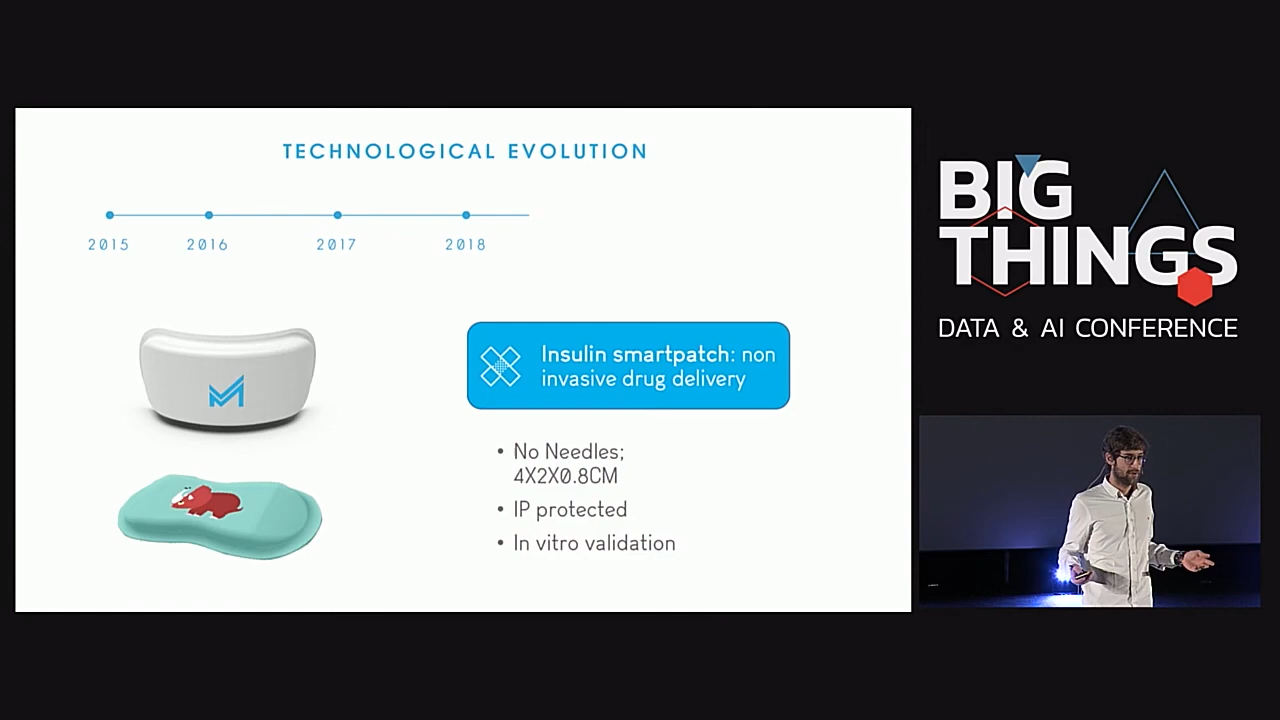 TECHNOLOGICAL EVOLUTION
2015 2016 2017 2018
Insulin smartpatch: non
invasive drug delivery
• No Needles;
4X2X0.8CM
• IP protected
• In vitro validation
BIG
THINGS
DATA & AI CONFERENCE